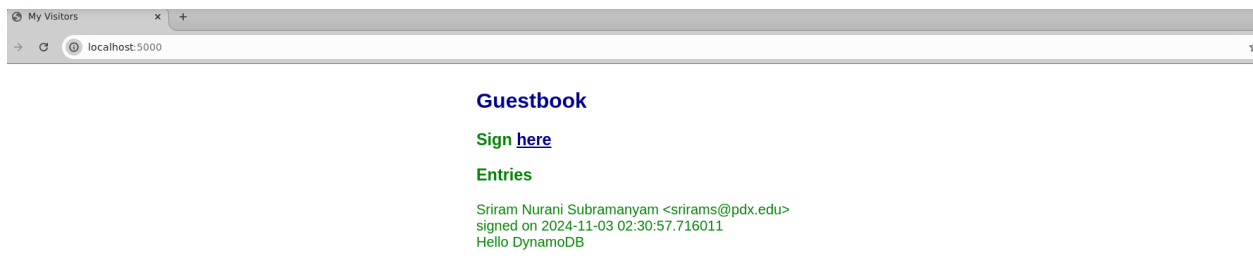 My Visitors
localhost:5000
Guestbook
Sign here
Entries
Sriram Nurani Subramanyam <srirams@pdx.edu>
signed on 2024-11-03 02:30:57.716011
Hello DynamoDB